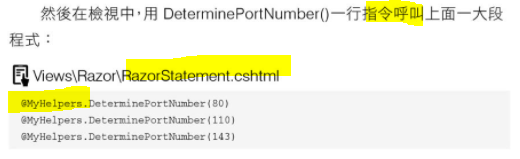 然後在檢視中，用 DeterminePortNumber()一行指令呼叫上面一大段
程式：
Views\Razor\RazorStatement.cshtml
@MyHelpers.DeterminePortNumber(80)
@MyHelpers.DeterminePortNumber(110)
@MyHelpers.DeterminePortNumber(143)